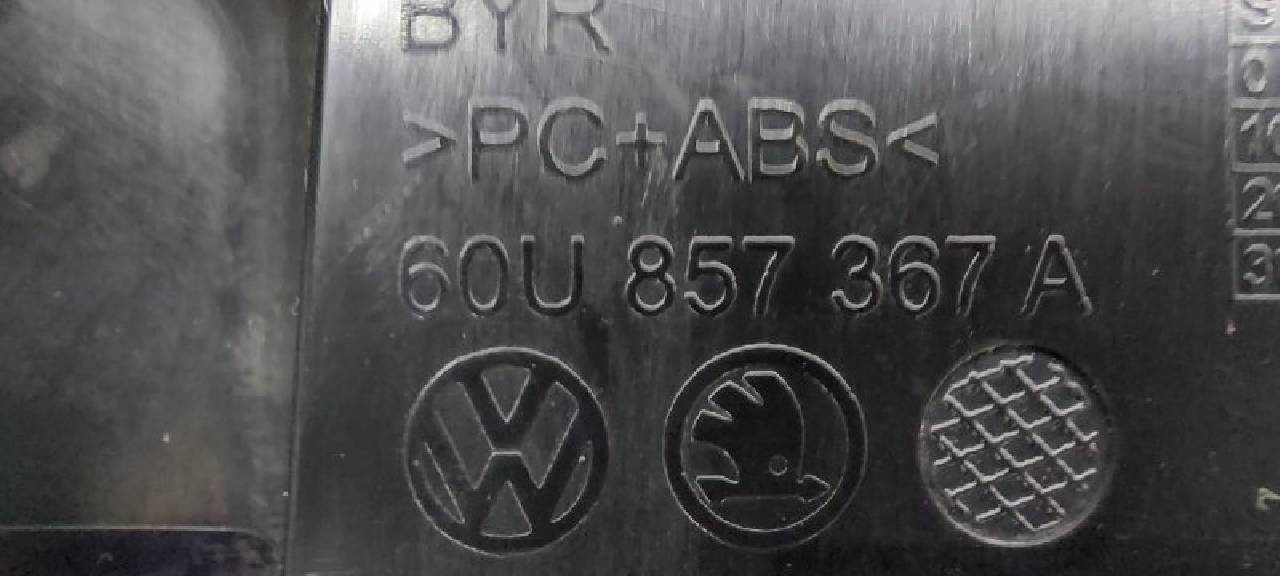 BYR
>PC+ABS<
60U 857 367 A